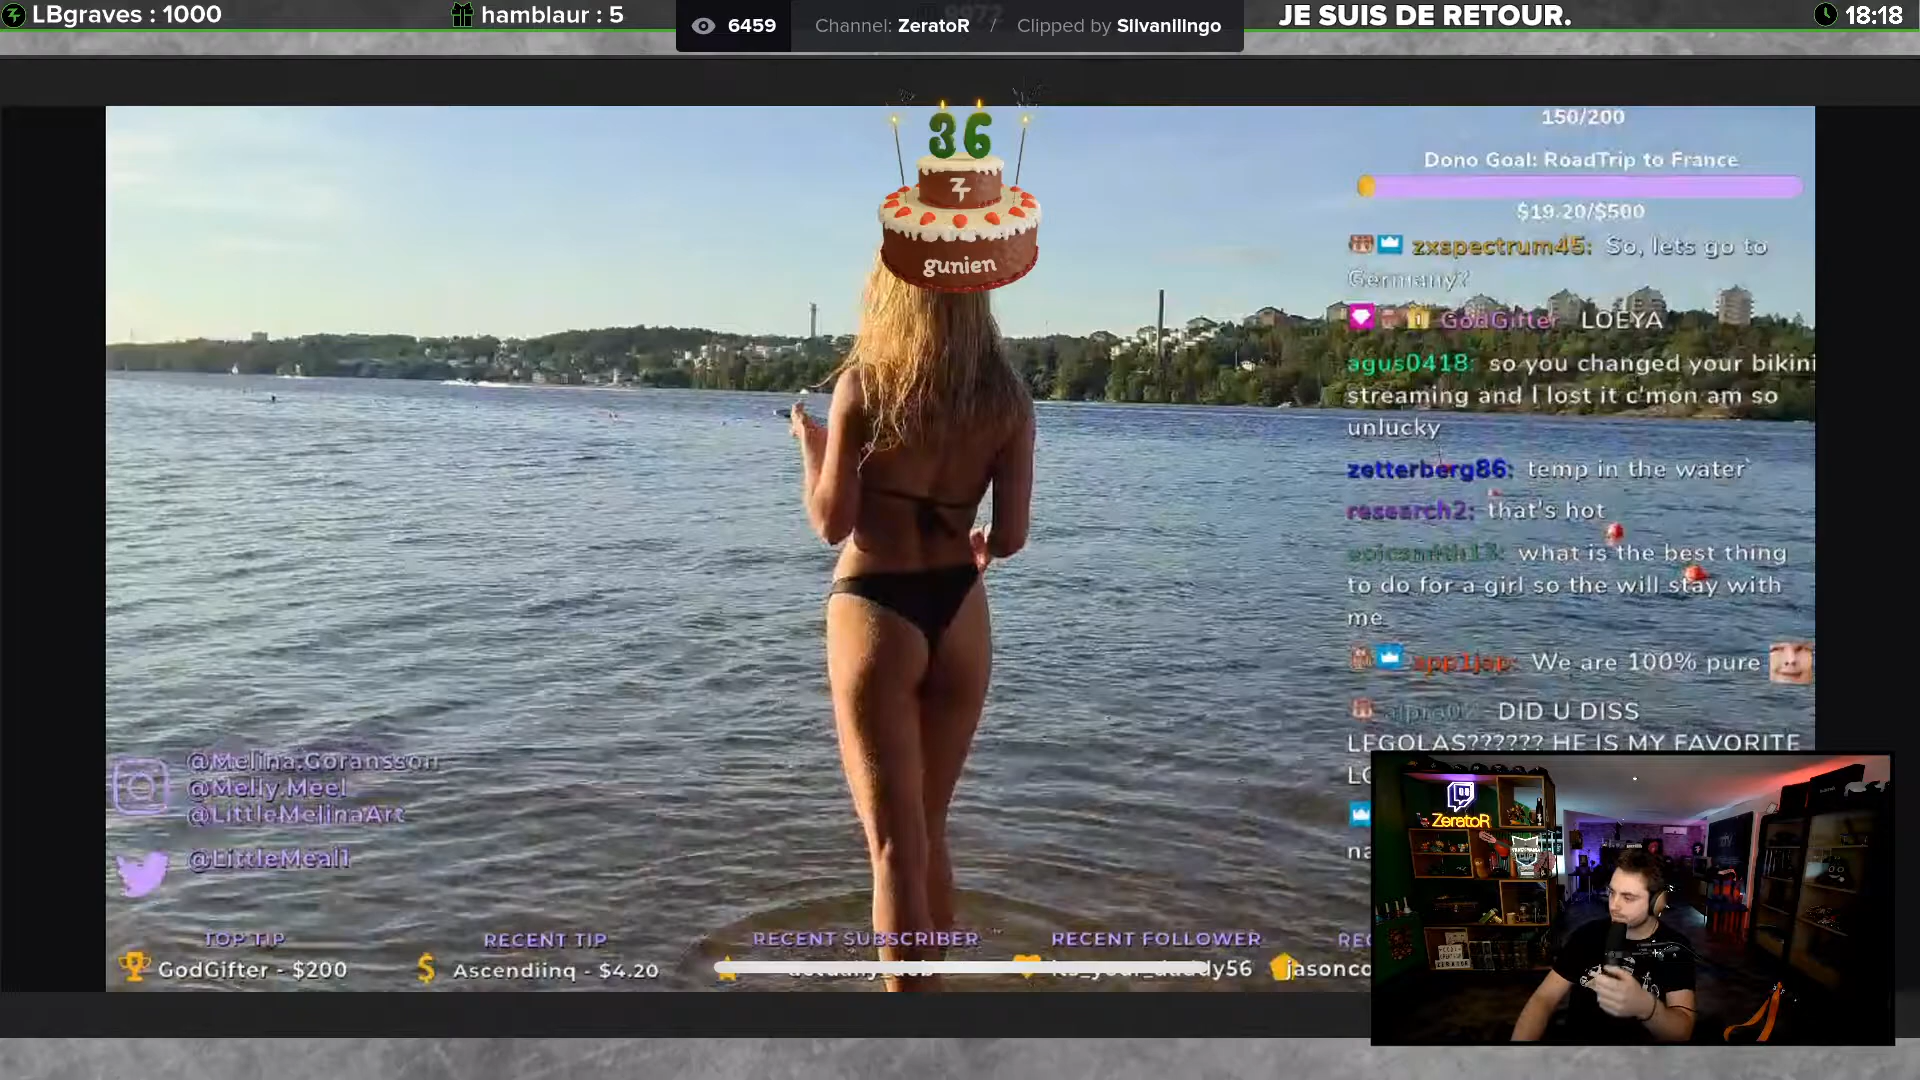 LBgraves : 1000
hamblaur : 5
6459
Channel: ZeratoR / Clipped by Silvanilingo
JE SUIS DE RETOUR.
18:18
36
gunien
150/200
Dono Goal: RoadTrip to France
$19.20/$500
zxspectrum45: So, lets go to
Germany?
GodGifter LOEYA
agus0418: so you changed your bikini
streaming and I lost it c'mon am so
unlucky
zetterberg86: temp in the water`
research2: that's hot
what is the best thing
to do for a girl so the will stay with
me
We are 100% pure
DID U DISS
LEGOLAS?????? HE IS MY FAVORITE
@Melina.Goransson
@Melly.Meel
@LittleMelinaArt
@LittleMeal1
ZeratoR
TOP TIP
GodGifter - $200
RECENT TIP
Ascendiinq - $4.20
RECENT SUBSCRIBER
RECENT FOLLOWER
jasonco